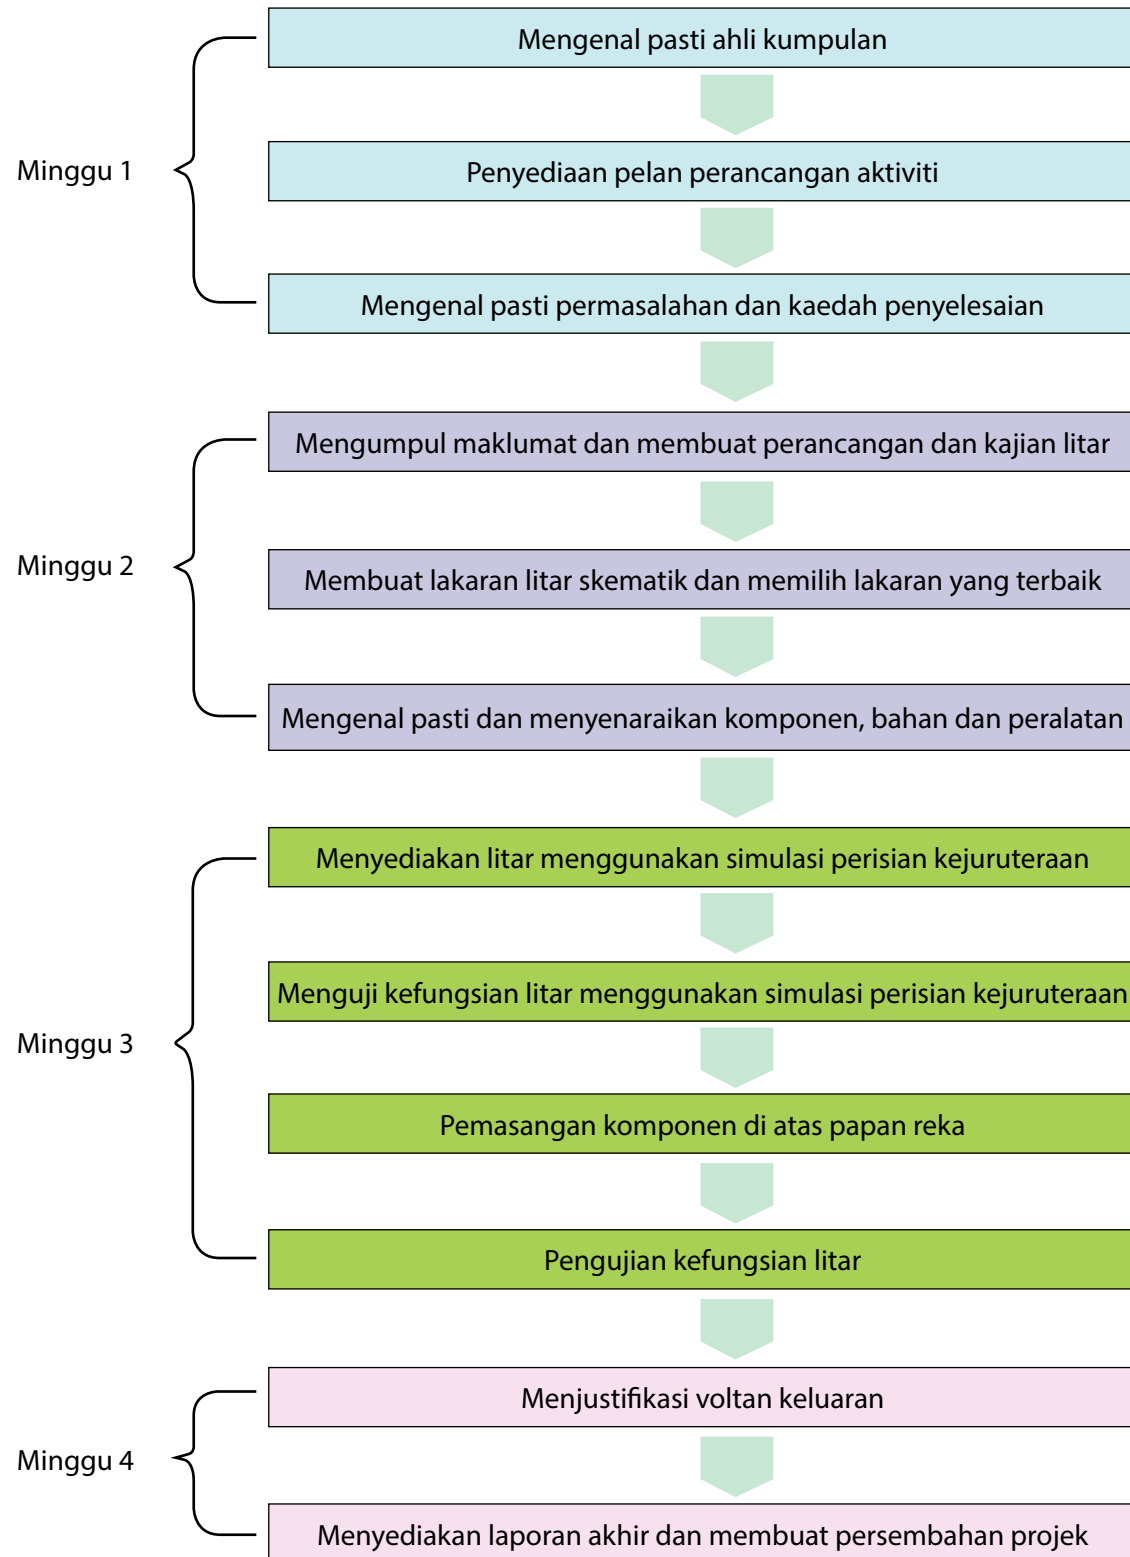 Minggu 1
Mengenal pasti ahli kumpulan
Penyediaan pelan perancangan aktiviti
Mengenal pasti permasalahan dan kaedah penyelesaian
Minggu 2
Mengumpul maklumat dan membuat perancangan dan kajian litar
Membuat lakaran litar skematik dan memilih lakaran yang terbaik
Mengenal pasti dan menyenaraikan komponen, bahan dan peralatan
Minggu 3
Menyediakan litar menggunakan simulasi perisian kejuruteraan
Menguji kefungsian litar menggunakan simulasi perisian kejuruteraan
Pemasangan komponen di atas papan reka
Pengujian kefungsian litar
Minggu 4
Menjustifikasi voltan keluaran
Menyediakan laporan akhir dan membuat persembahan projek